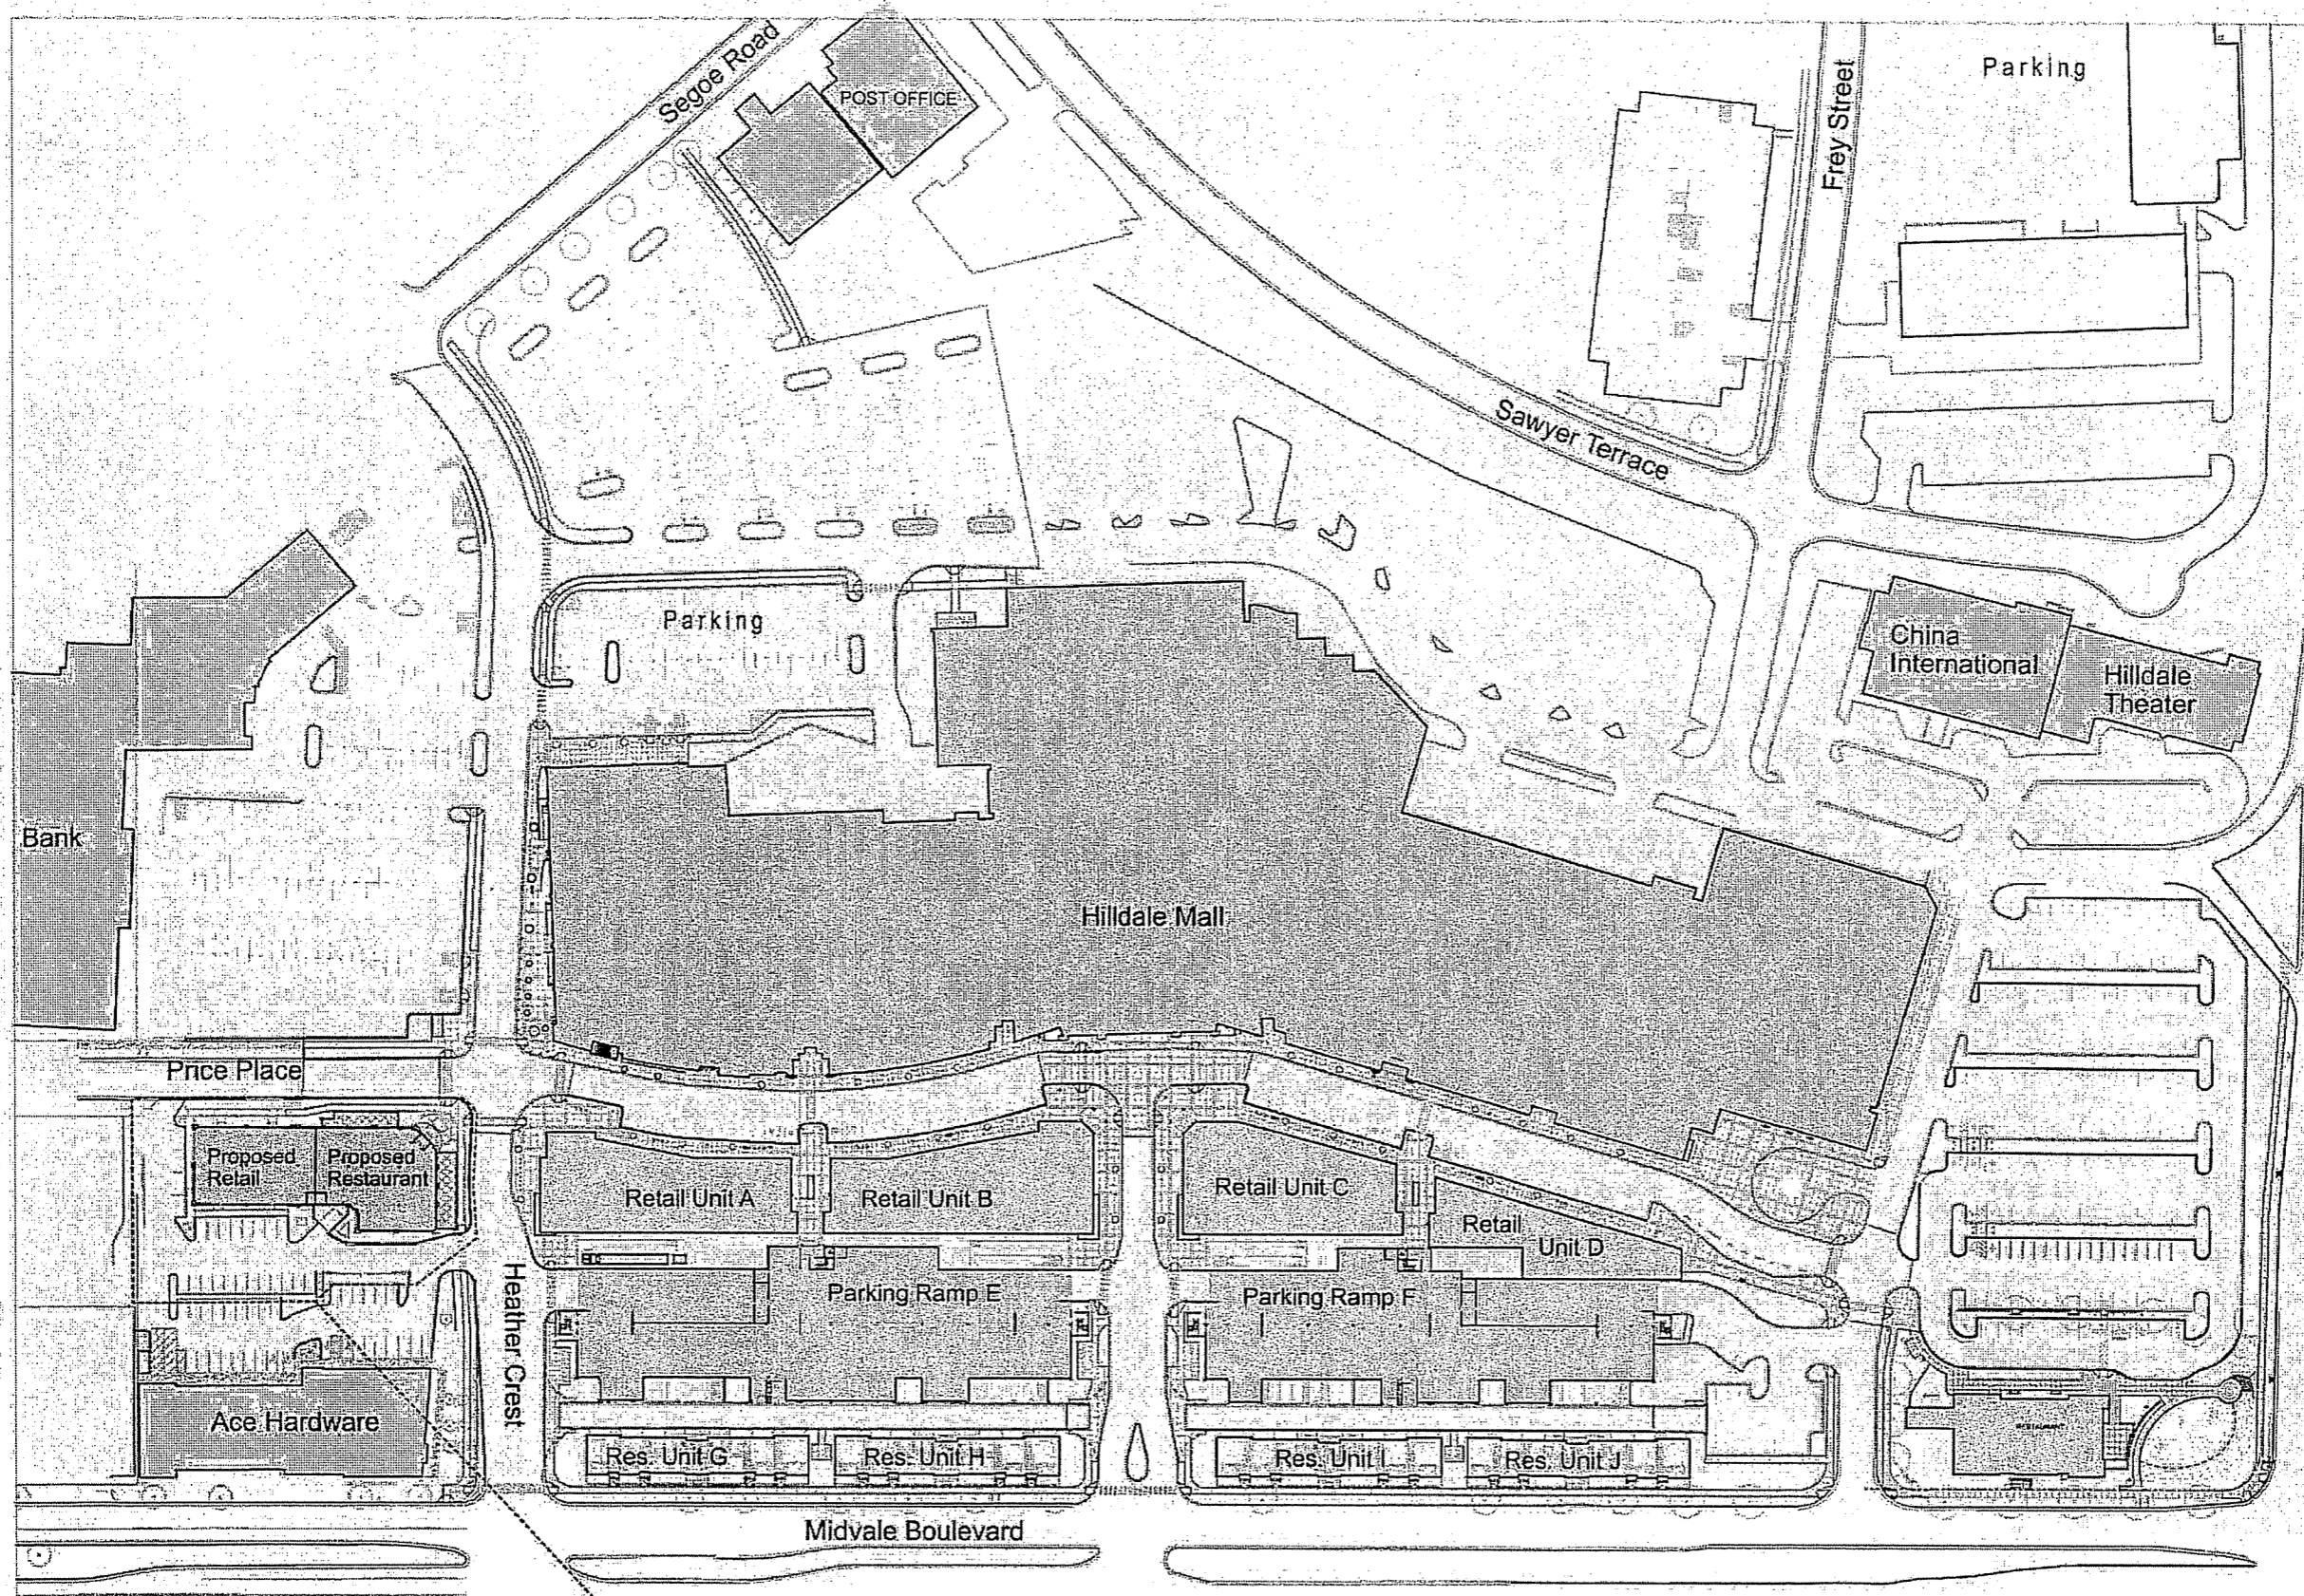 Segoe Road
POST OFFICE
Frey Street
Parking
Sawyer Terrace
Parking
China
International
Hilldale
Theater
Bank
Hilldale Mall
Price Place
Proposed
Retail
Proposed
Restaurant
Retail Unit A
Retail Unit B
Retail Unit C
Retail
Unit D
Heather Crest
Parking Ramp E
Parking Ramp F
Ace Hardware
Res. Unit G
Res. Unit H
Res. Unit I
Res. Unit J
RESTAURANT
Midvale Boulevard